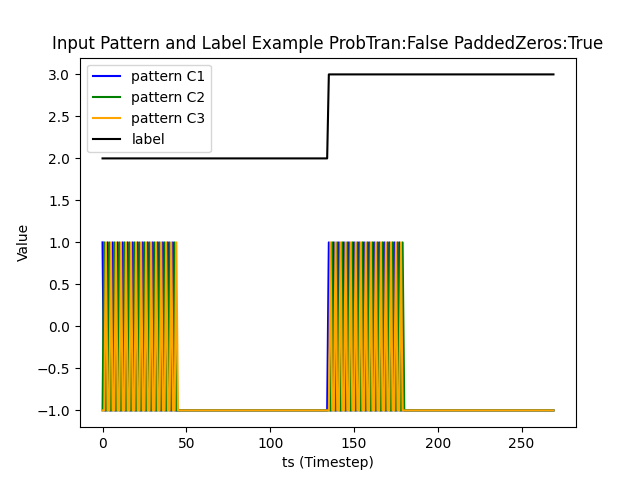 Input Pattern and Label Example ProbTran:False PaddedZeros:True
pattern C1
pattern C2
pattern C3
label
Value
3.0
2.5
2.0
1.5
1.0
0.5
0.0
−0.5
−1.0
0 50 100 150 200 250
ts (Timestep)